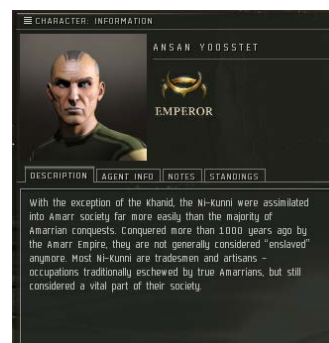 CHARACTER: INFORMATION
ANSAN YOOSSTET
EMPEROR
DESCRIPTION AGENT INFO NOTES STANDINGS
With the exception of the Khanid, the Ni-Kunni were assimilated
into Amarr society far more easily than the majority of
Amarrian conquests. Conquered more than 1000 years ago by
the Amarr Empire, they are not generally considered "enslaved"
anymore. Most Ni-Kunni are tradesmen and artisans -
occupations traditionally eschewed by true Amarrians, but still
considered a vital part of their society.